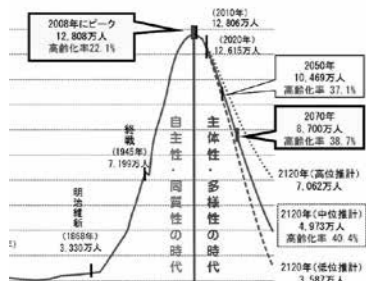 2008年にピーク
12,808万人
高齢化率22.1%
(2010年)
12,806万人
(2020年)
12,615万人
2050年
10,469万人
高齢化率 37.1%
2070年
8,700万人
高齢化率 38.7%
終戦
(1945年)
7,199万人
明治維新
(1868年)
3,330万人
自主性・同質性の時代
主体性・多様性の時代
2120年(高位推計)
7,062万人
2120年(中位推計)
4,973万人
高齢化率 40.4%
2120年(低位推計)
3,587万人